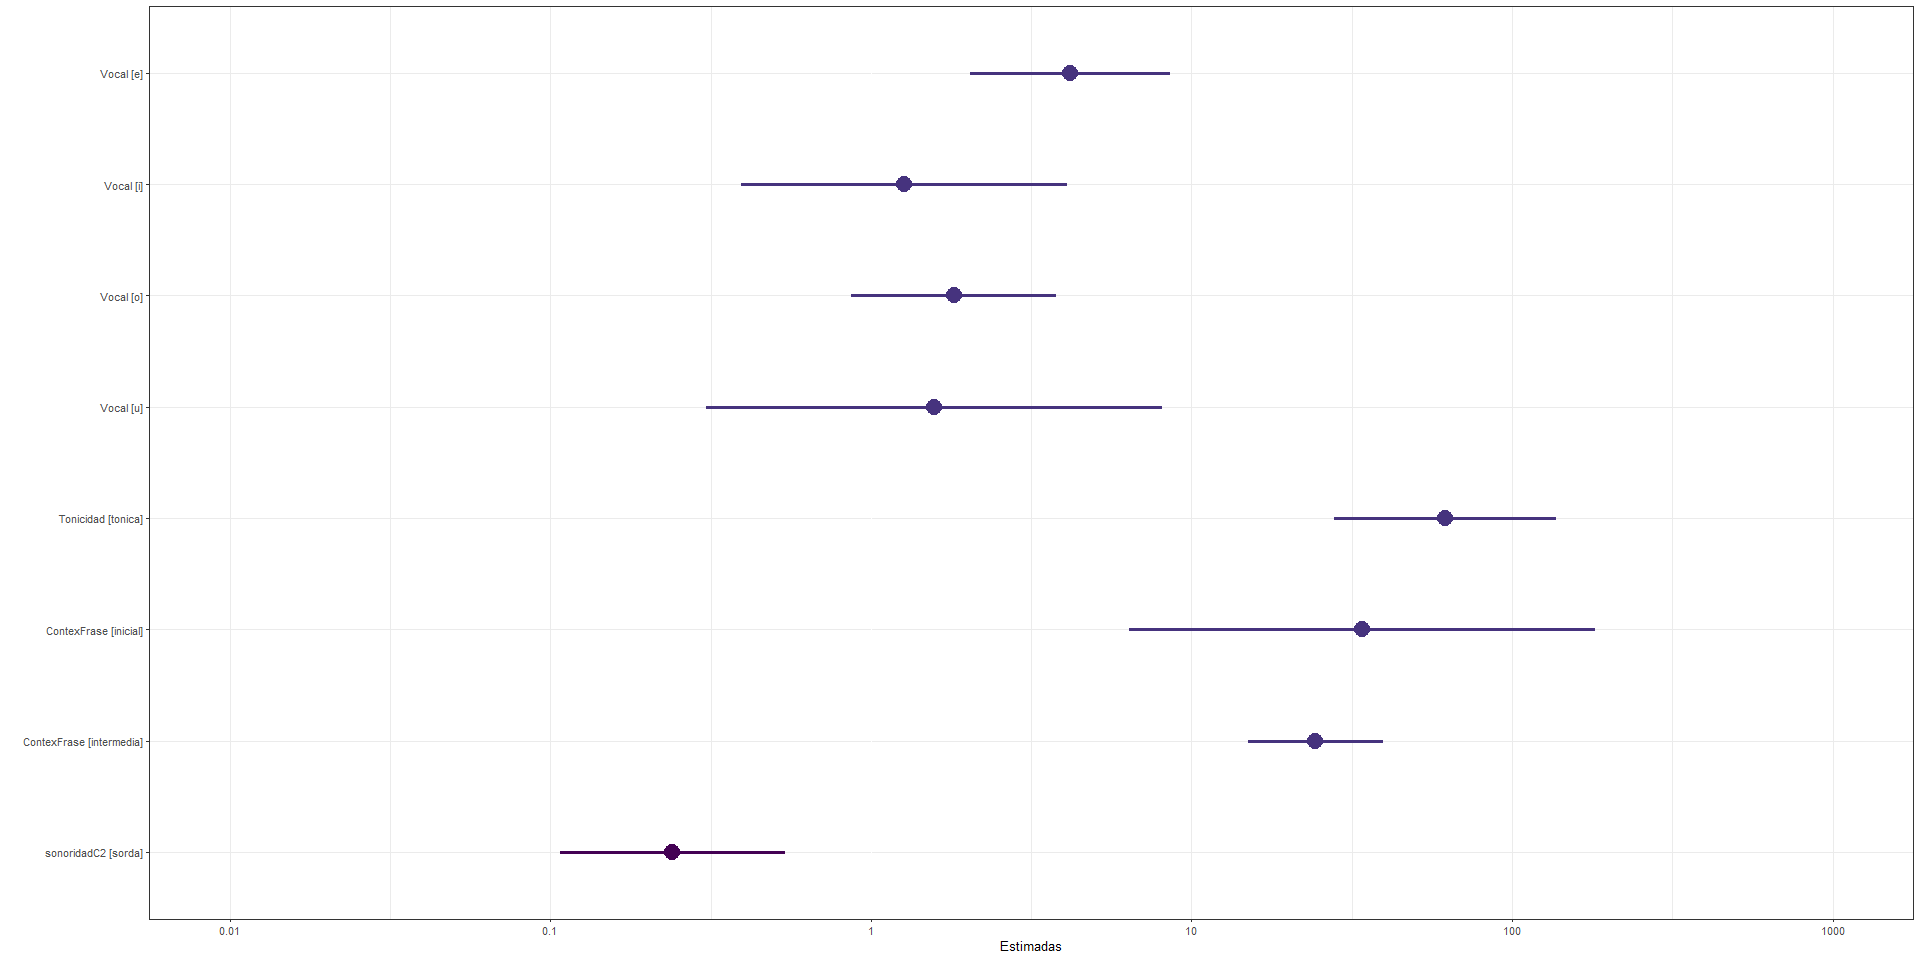 Vocal [e]
Vocal [i]
Vocal [o]
Vocal [u]
Tonicidad [tonica]
ContexFrase [inicial]
ContexFrase [intermedia]
sonoridadC2 [sorda]
0.01 0.1 1 10 100 1000
Estimadas